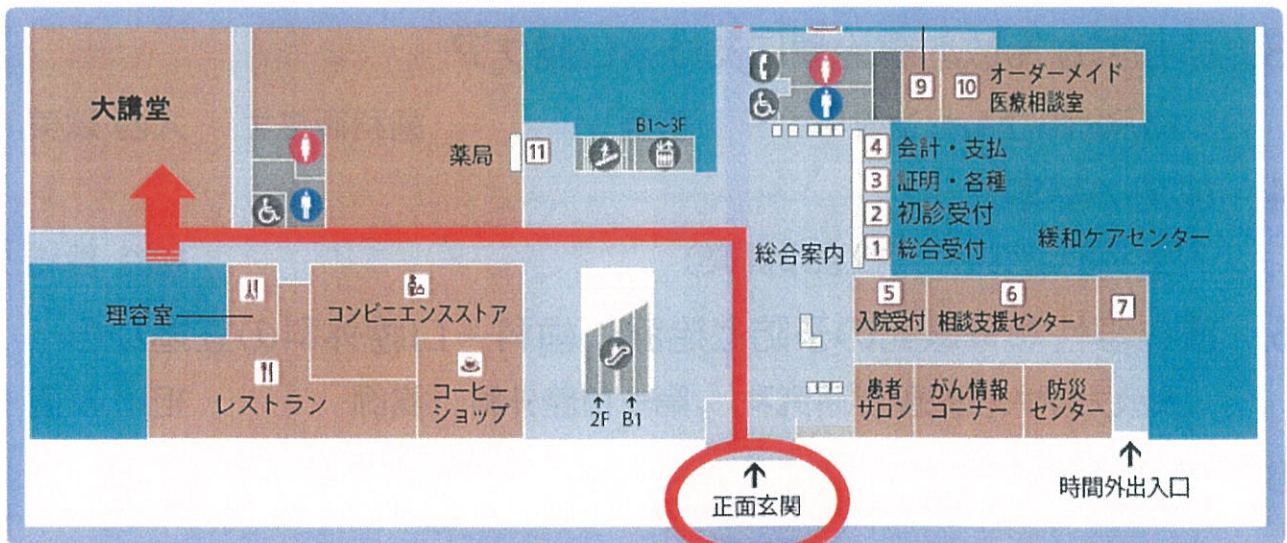 大講堂
薬局
11
B1～3F
9
10
オーダーメイド
医療相談室
4 会計・支払
3 証明・各種
2 初診受付
1 総合受付
総合案内
緩和ケアセンター
理容室
コンビニエンスストア
レストラン
コーヒー
ショップ
2F B1
5
入院受付
6
相談支援センター
7
患者
サロン
がん情報
コーナー
防災
センター
正面玄関
時間外出入口